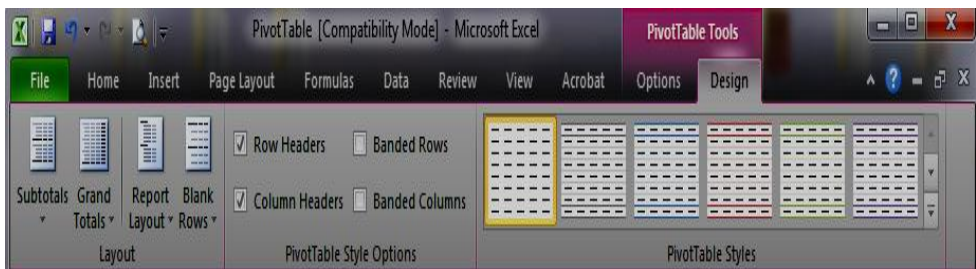 PivotTable [Compatibility Mode] - Microsoft Excel
PivotTable Tools
File Home Insert Page Layout Formulas Data Review View Acrobat Options Design
Row Headers Banded Rows
Subtotals Grand Totals Report Layout Blank Rows
Column Headers Banded Columns
Layout PivotTable Style Options PivotTable Styles